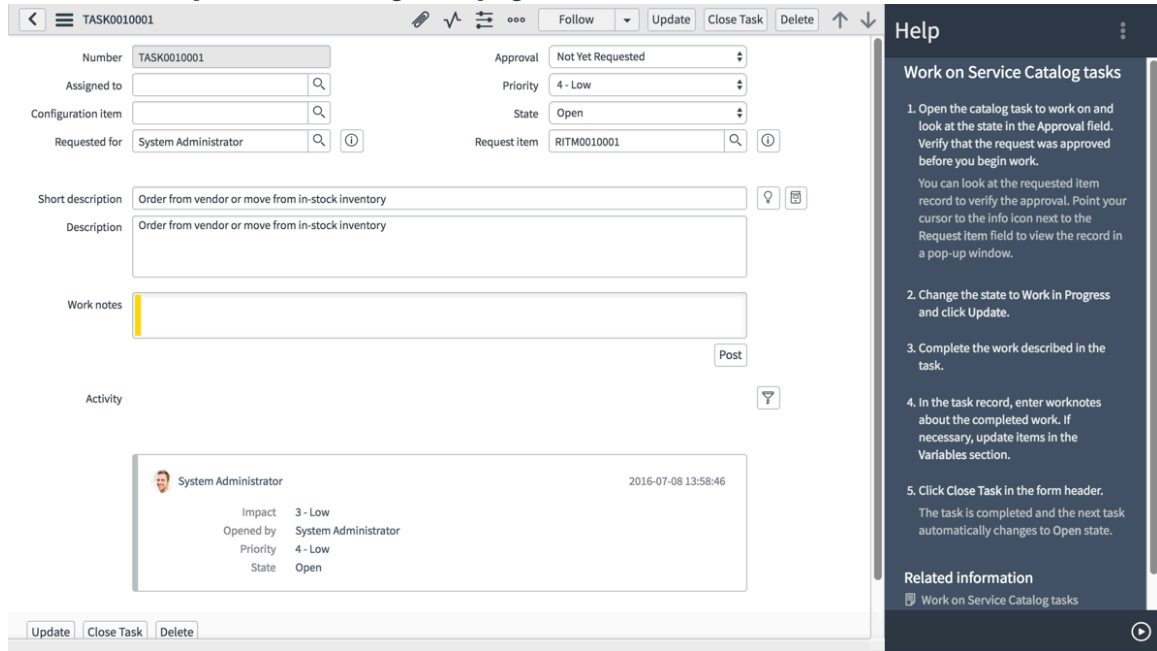 TASK0010001
Follow
Update
Close Task
Delete
Number
TASK0010001
Approval
Not Yet Requested
Assigned to
Priority
4 - Low
Configuration item
State
Open
Requested for
System Administrator
Request item
RITM0010001
Short description
Order from vendor or move from in-stock inventory
Description
Order from vendor or move from in-stock inventory
Work notes
Post
Activity
System Administrator
2016-07-08 13:58:46
Impact
3 - Low
Opened by
System Administrator
Priority
4 - Low
State
Open
Update
Close Task
Delete
Help
Work on Service Catalog tasks
1. Open the catalog task to work on and
look at the state in the Approval field.
Verify that the request was approved
before you begin work.
You can look at the requested item
record to verify the approval. Point your
cursor to the info icon next to the
Request item field to view the record in
a pop-up window.
2. Change the state to Work in Progress
and click Update.
3. Complete the work described in the
task.
4. In the task record, enter worknotes
about the completed work. If
necessary, update items in the
Variables section.
5. Click Close Task in the form header.
The task is completed and the next task
automatically changes to Open state.
Related information
Work on Service Catalog tasks